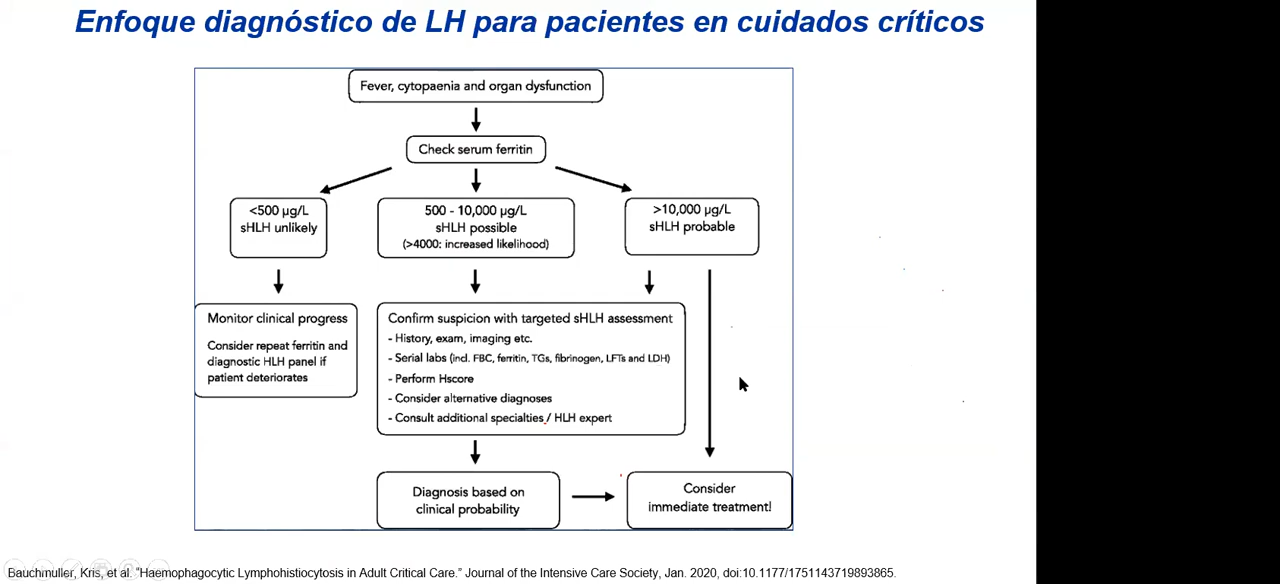 Enfoque diagnóstico de LH para pacientes en cuidados críticos
Fever, cytopaenia and organ dysfunction
Check serum ferritin
<500 µg/L
sHLH unlikely
500 - 10,000 µg/L
sHLH possible
(>4000: increased likelihood)
>10,000 µg/L
sHLH probable
Monitor clinical progress
Consider repeat ferritin and
diagnostic HLH panel if
patient deteriorates
Confirm suspicion with targeted sHLH assessment
- History, exam, imaging etc.
- Serial labs (incl. FBC, ferritin, TGs, fibrinogen, LFTs and LDH)
- Perform Hscore
- Consider alternative diagnoses
- Consult additional specialties / HLH expert
Diagnosis based on
clinical probability
Consider
immediate treatment!
Bauchmuller, Kris, et al. “Haemophagocytic Lymphohistiocytosis in Adult Critical Care.” Journal of the Intensive Care Society, Jan. 2020, doi:10.1177/1751143719893865.